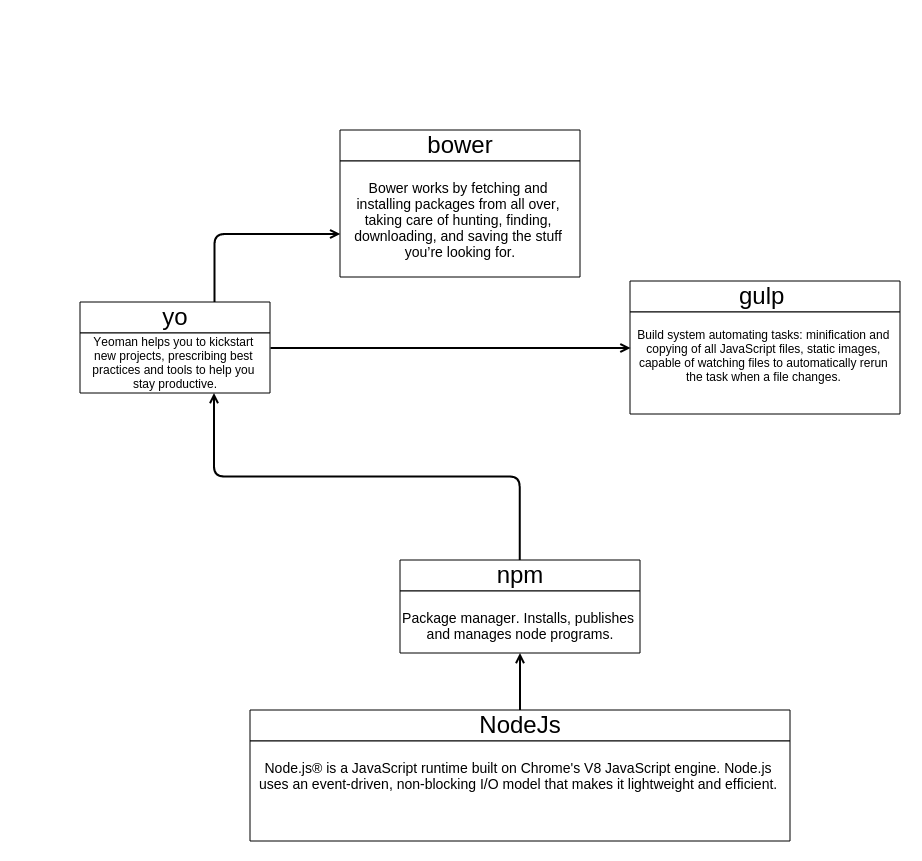 bower
Bower works by fetching and
installing packages from all over,
taking care of hunting, finding,
downloading, and saving the stuff
you’re looking for.
gulp
Build system automating tasks: minification and
copying of all JavaScript files, static images,
capable of watching files to automatically rerun
the task when a file changes.
yo
Yeoman helps you to kickstart
new projects, prescribing best
practices and tools to help you
stay productive.
npm
Package manager. Installs, publishes
and manages node programs.
NodeJs
Node.js® is a JavaScript runtime built on Chrome's V8 JavaScript engine. Node.js
uses an event-driven, non-blocking I/O model that makes it lightweight and efficient.